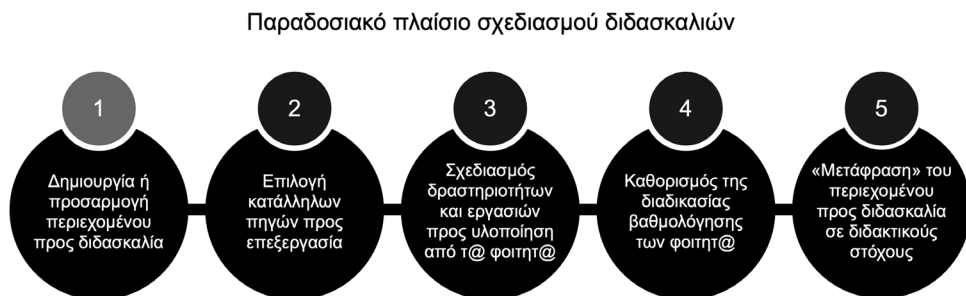 Παραδοσιακό πλαίσιο σχεδιασμού διδασκαλιών
1
Δημιουργία ή
προσαρμογή
περιεχομένου
προς διδασκαλία
2
Επιλογή
κατάλληλων
πηγών προς
επεξεργασία
3
Σχεδιασμός
δραστηριοτήτων
και εργασιών
προς υλοποίηση
από τ@ φοιτητ@
4
Καθορισμός της
διαδικασίας
βαθμολόγησης
των φοιτητ@
5
«Μετάφραση» του
περιεχομένου
προς διδασκαλία
σε διδακτικούς
στόχους